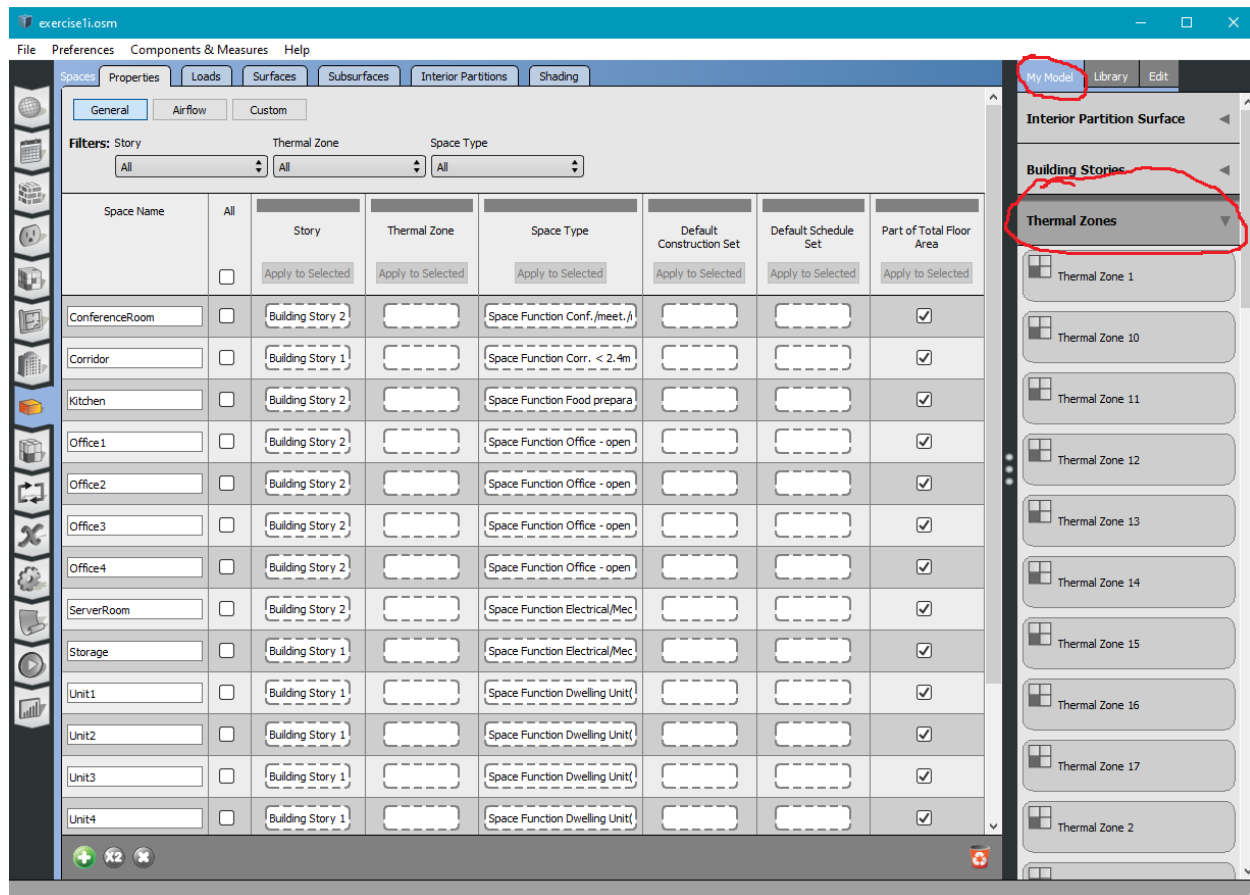 exercise1i.osm
File Preferences Components & Measures Help
Spaces Properties Loads Surfaces Subsurfaces Interior Partitions Shading
My Model Library Edit
General Airflow Custom
Filters: Story Thermal Zone Space Type
All All All
Space Name All Story Thermal Zone Space Type Default Construction Set Default Schedule Set Part of Total Floor Area
Apply to Selected Apply to Selected Apply to Selected Apply to Selected Apply to Selected Apply to Selected
ConferenceRoom Building Story 2 Space Function Conf./meet./
Corridor Building Story 1 Space Function Corr. < 2.4m
Kitchen Building Story 2 Space Function Food prepara
Office1 Building Story 2 Space Function Office - open
Office2 Building Story 2 Space Function Office - open
Office3 Building Story 2 Space Function Office - open
Office4 Building Story 2 Space Function Office - open
ServerRoom Building Story 2 Space Function Electrical/Mec
Storage Building Story 1 Space Function Electrical/Mec
Unit1 Building Story 1 Space Function Dwelling Unit(
Unit2 Building Story 1 Space Function Dwelling Unit(
Unit3 Building Story 1 Space Function Dwelling Unit(
Unit4 Building Story 1 Space Function Dwelling Unit(
X2
Interior Partition Surface
Building Stories
Thermal Zones
Thermal Zone 1
Thermal Zone 10
Thermal Zone 11
Thermal Zone 12
Thermal Zone 13
Thermal Zone 14
Thermal Zone 15
Thermal Zone 16
Thermal Zone 17
Thermal Zone 2